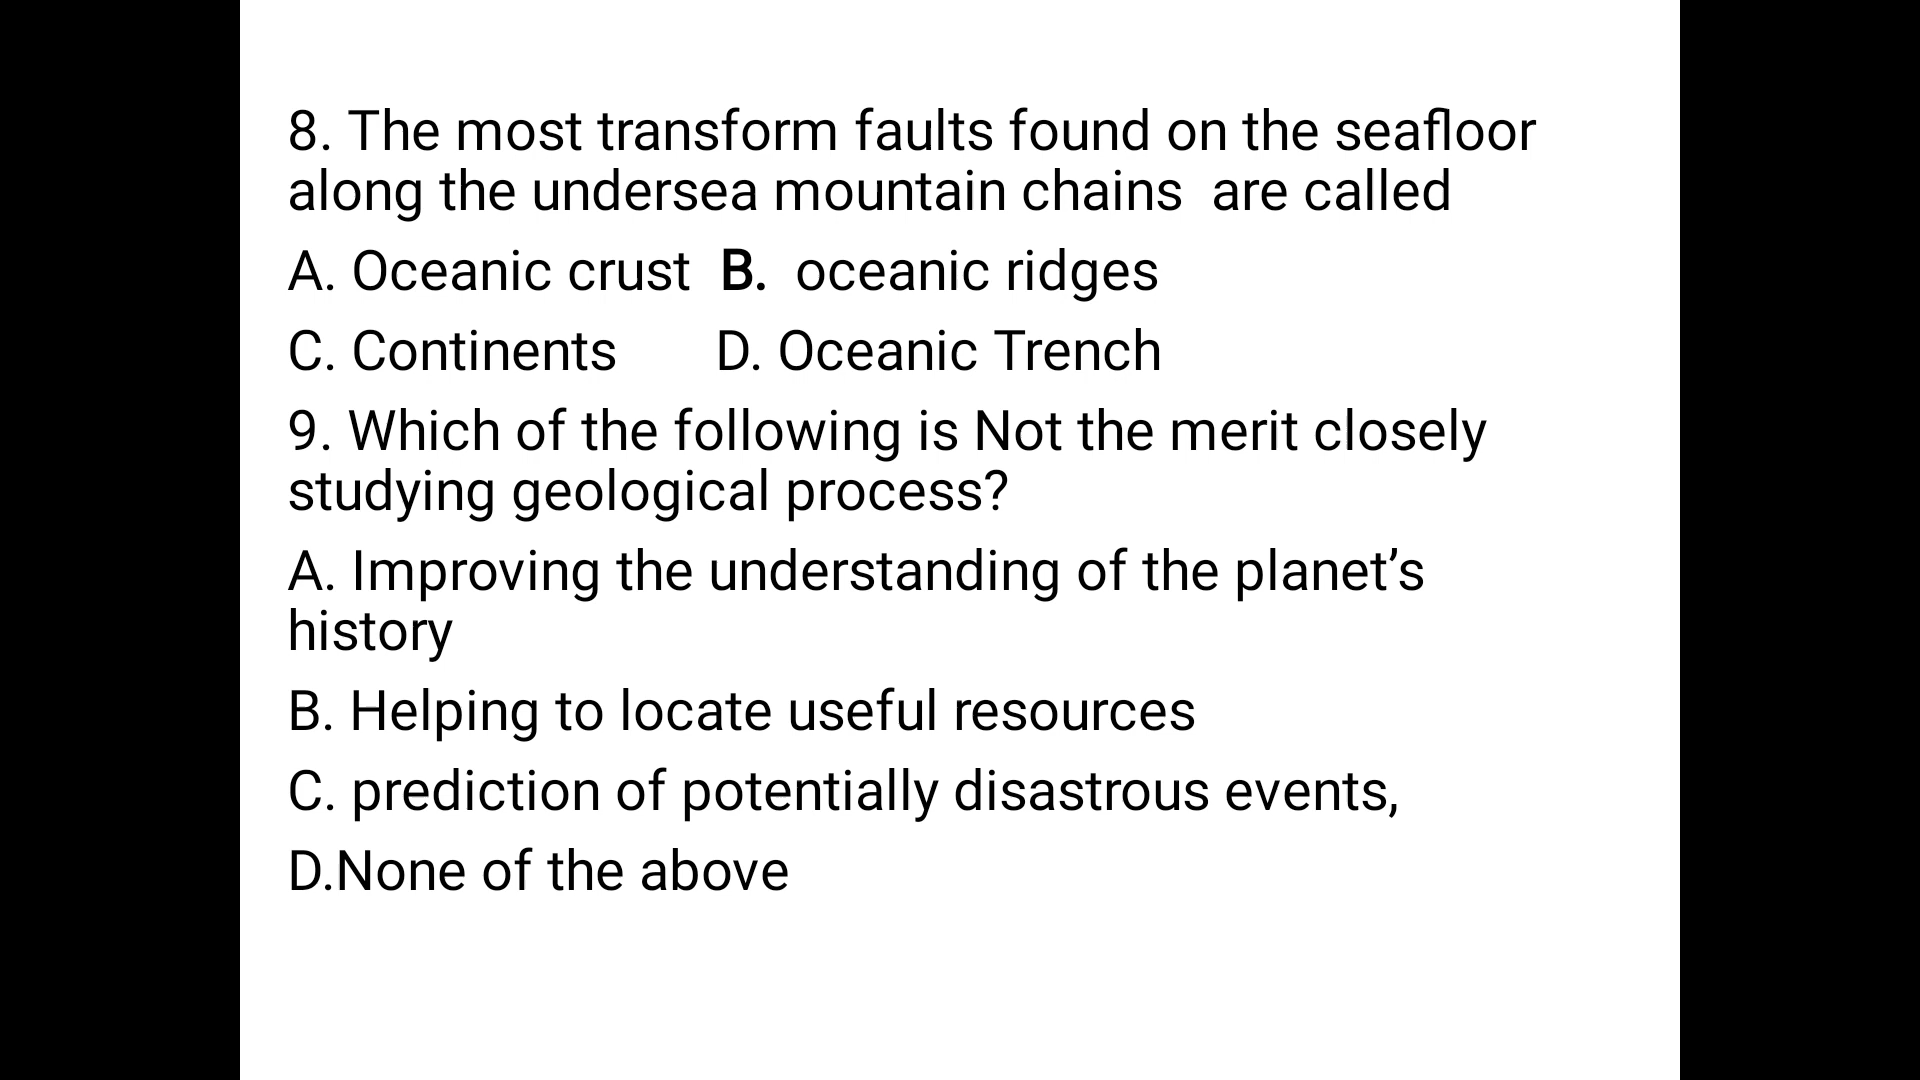 8. The most transform faults found on the seafloor
along the undersea mountain chains  are called
A. Oceanic crust  B.  oceanic ridges
C. Continents      D. Oceanic Trench
9. Which of the following is Not the merit closely
studying geological process?
A. Improving the understanding of the planet’s
history
B. Helping to locate useful resources
C. prediction of potentially disastrous events,
D.None of the above